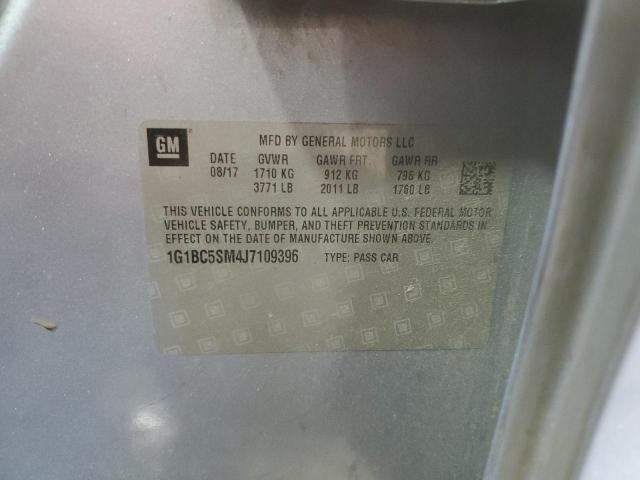 GM
MFD BY GENERAL MOTORS LLC
DATE GVWR GAWR FRT. GAWR RR
08/17 1710 KG 912 KG 796 KG
3771 LB 2011 LB 1760 LB
THIS VEHICLE CONFORMS TO ALL APPLICABLE U.S. FEDERAL MOTOR
VEHICLE SAFETY, BUMPER, AND THEFT PREVENTION STANDARDS IN
EFFECT ON THE DATE OF MANUFACTURE SHOWN ABOVE.
1G1BC5SM4J7109396 TYPE: PASS CAR